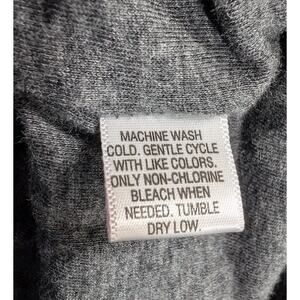 MACHINE WASH
COLD. GENTLE CYCLE
WITH LIKE COLORS.
ONLY NON-CHLORINE
BLEACH WHEN
NEEDED. TUMBLE
DRY LOW.